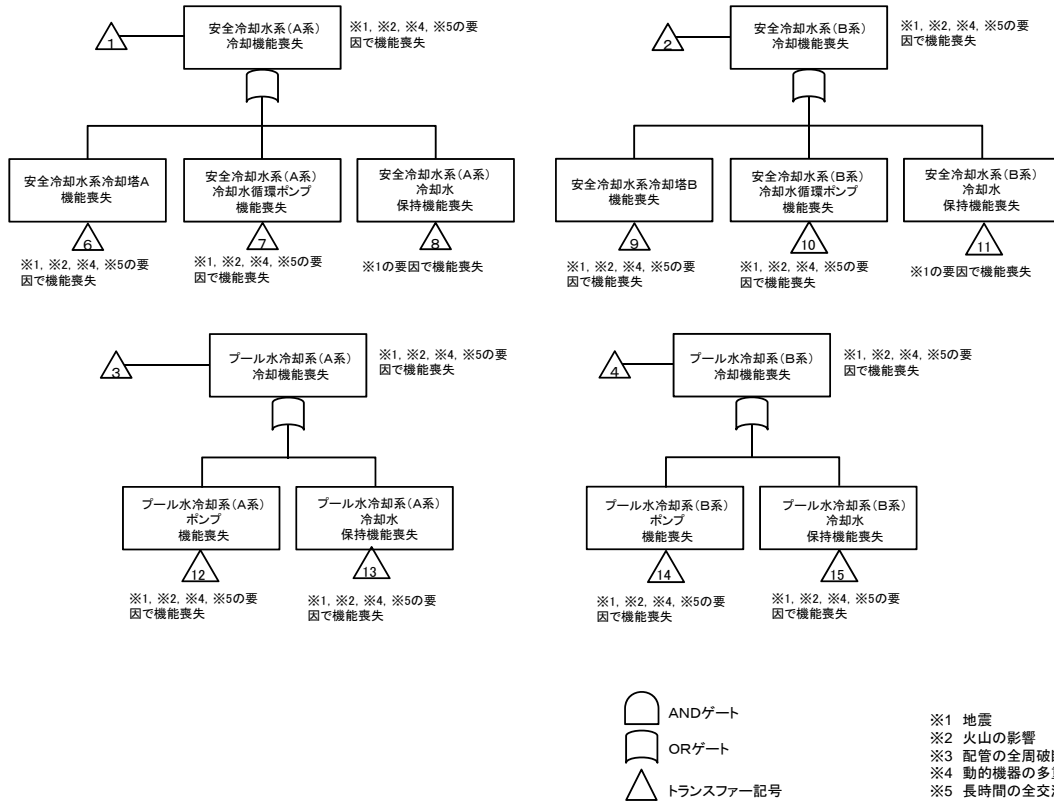 1
安全冷却水系(A系)
冷却機能喪失
※1, ※2, ※4, ※5の要
因で機能喪失
2
安全冷却水系(B系)
冷却機能喪失
※1, ※2, ※4, ※5の要
因で機能喪失
安全冷却水系冷却塔A
機能喪失
安全冷却水系(A系)
冷却水循環ポンプ
機能喪失
安全冷却水系(A系)
冷却水
保持機能喪失
安全冷却水系冷却塔B
機能喪失
安全冷却水系(B系)
冷却水循環ポンプ
機能喪失
安全冷却水系(B系)
冷却水
保持機能喪失
6
※1, ※2, ※4, ※5の要
因で機能喪失
7
※1, ※2, ※4, ※5の要
因で機能喪失
8
※1の要因で機能喪失
9
※1, ※2, ※4, ※5の要
因で機能喪失
10
※1, ※2, ※4, ※5の要
因で機能喪失
11
※1の要因で機能喪失
3
プール水冷却系(A系)
冷却機能喪失
※1, ※2, ※4, ※5の要
因で機能喪失
4
プール水冷却系(B系)
冷却機能喪失
※1, ※2, ※4, ※5の要
因で機能喪失
プール水冷却系(A系)
ポンプ
機能喪失
プール水冷却系(A系)
冷却水
保持機能喪失
プール水冷却系(B系)
ポンプ
機能喪失
プール水冷却系(B系)
冷却水
保持機能喪失
12
※1, ※2, ※4, ※5の要
因で機能喪失
13
※1, ※2, ※4, ※5の要
因で機能喪失
14
※1, ※2, ※4, ※5の要
因で機能喪失
15
※1, ※2, ※4, ※5の要
因で機能喪失
ANDゲート
ORゲート
トランスファー記号
※1 地震
※2 火山の影響
※3 配管の全周破
※4 動的機器の多
※5 長時間の全交